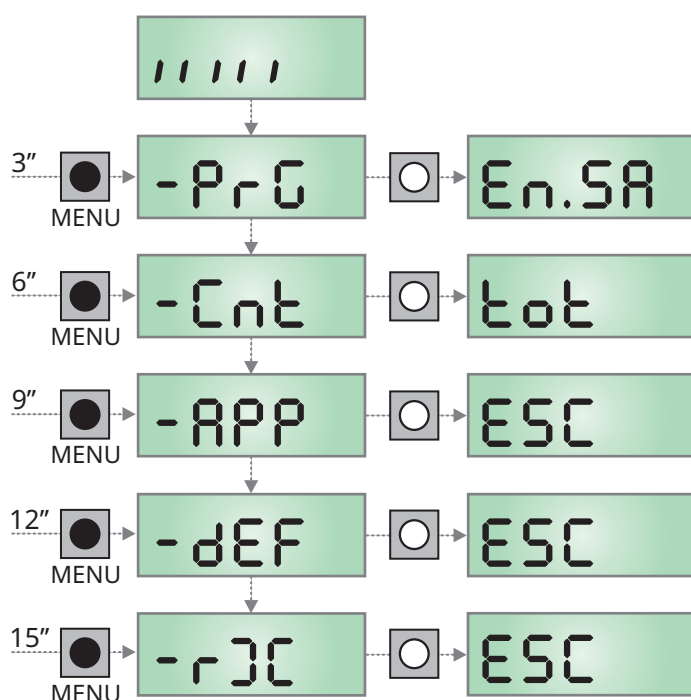 3” -PrG En.SA
MENU
6” -Cnt tot
MENU
9” -APP ESC
MENU
12” -dEF ESC
MENU
15” -r ESC
MENU